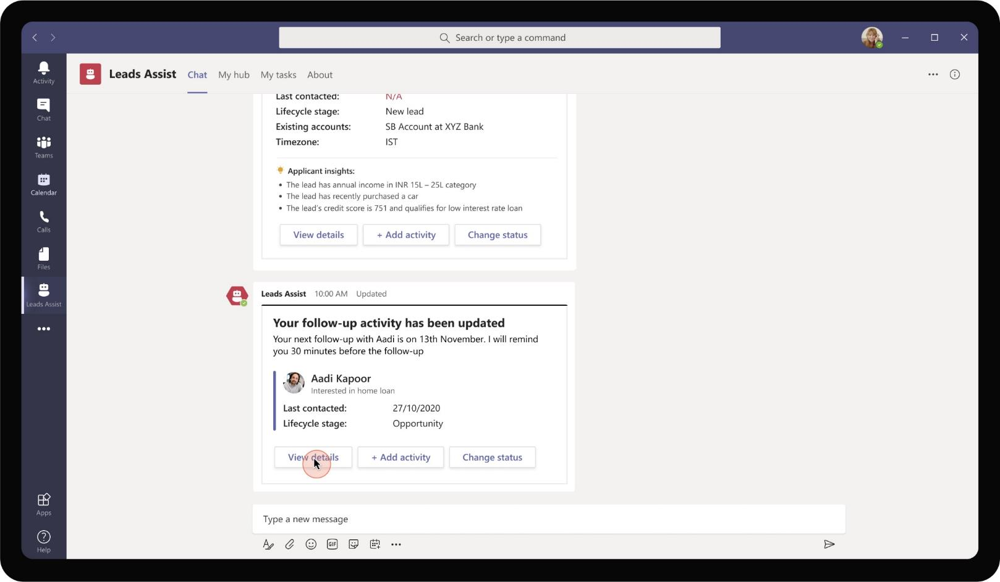 Search or type a command
Activity
Chat
Teams
Calendar
Calls
Files
Leads Assist
Apps
Help
Leads Assist Chat My hub My tasks About
Last contacted: N/A
Lifecycle stage: New lead
Existing accounts: SB Account at XYZ Bank
Timezone: IST
Applicant insights:
• The lead has annual income in INR 15L – 25L category
• The lead has recently purchased a car
• The lead's credit score is 751 and qualifies for low interest rate loan
View details + Add activity Change status
Leads Assist 10:00 AM Updated
Your follow-up activity has been updated
Your next follow-up with Aadi is on 13th November. I will remind
you 30 minutes before the follow-up
Aadi Kapoor
Interested in home loan
Last contacted: 27/10/2020
Lifecycle stage: Opportunity
View details + Add activity Change status
Type a new message
GIF